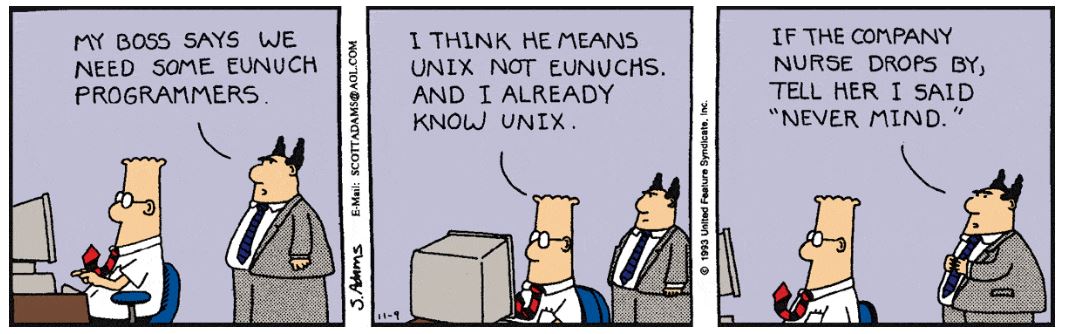 MY BOSS SAYS WE
NEED SOME EUNUCH
PROGRAMMERS.
S.Adams E-Mail: SCOTTADAMS@AOL.COM
I THINK HE MEANS
UNIX NOT EUNUCHS.
AND I ALREADY
KNOW UNIX.
11-9
© 1993 United Feature Syndicate, Inc.
IF THE COMPANY
NURSE DROPS BY,
TELL HER I SAID
"NEVER MIND."